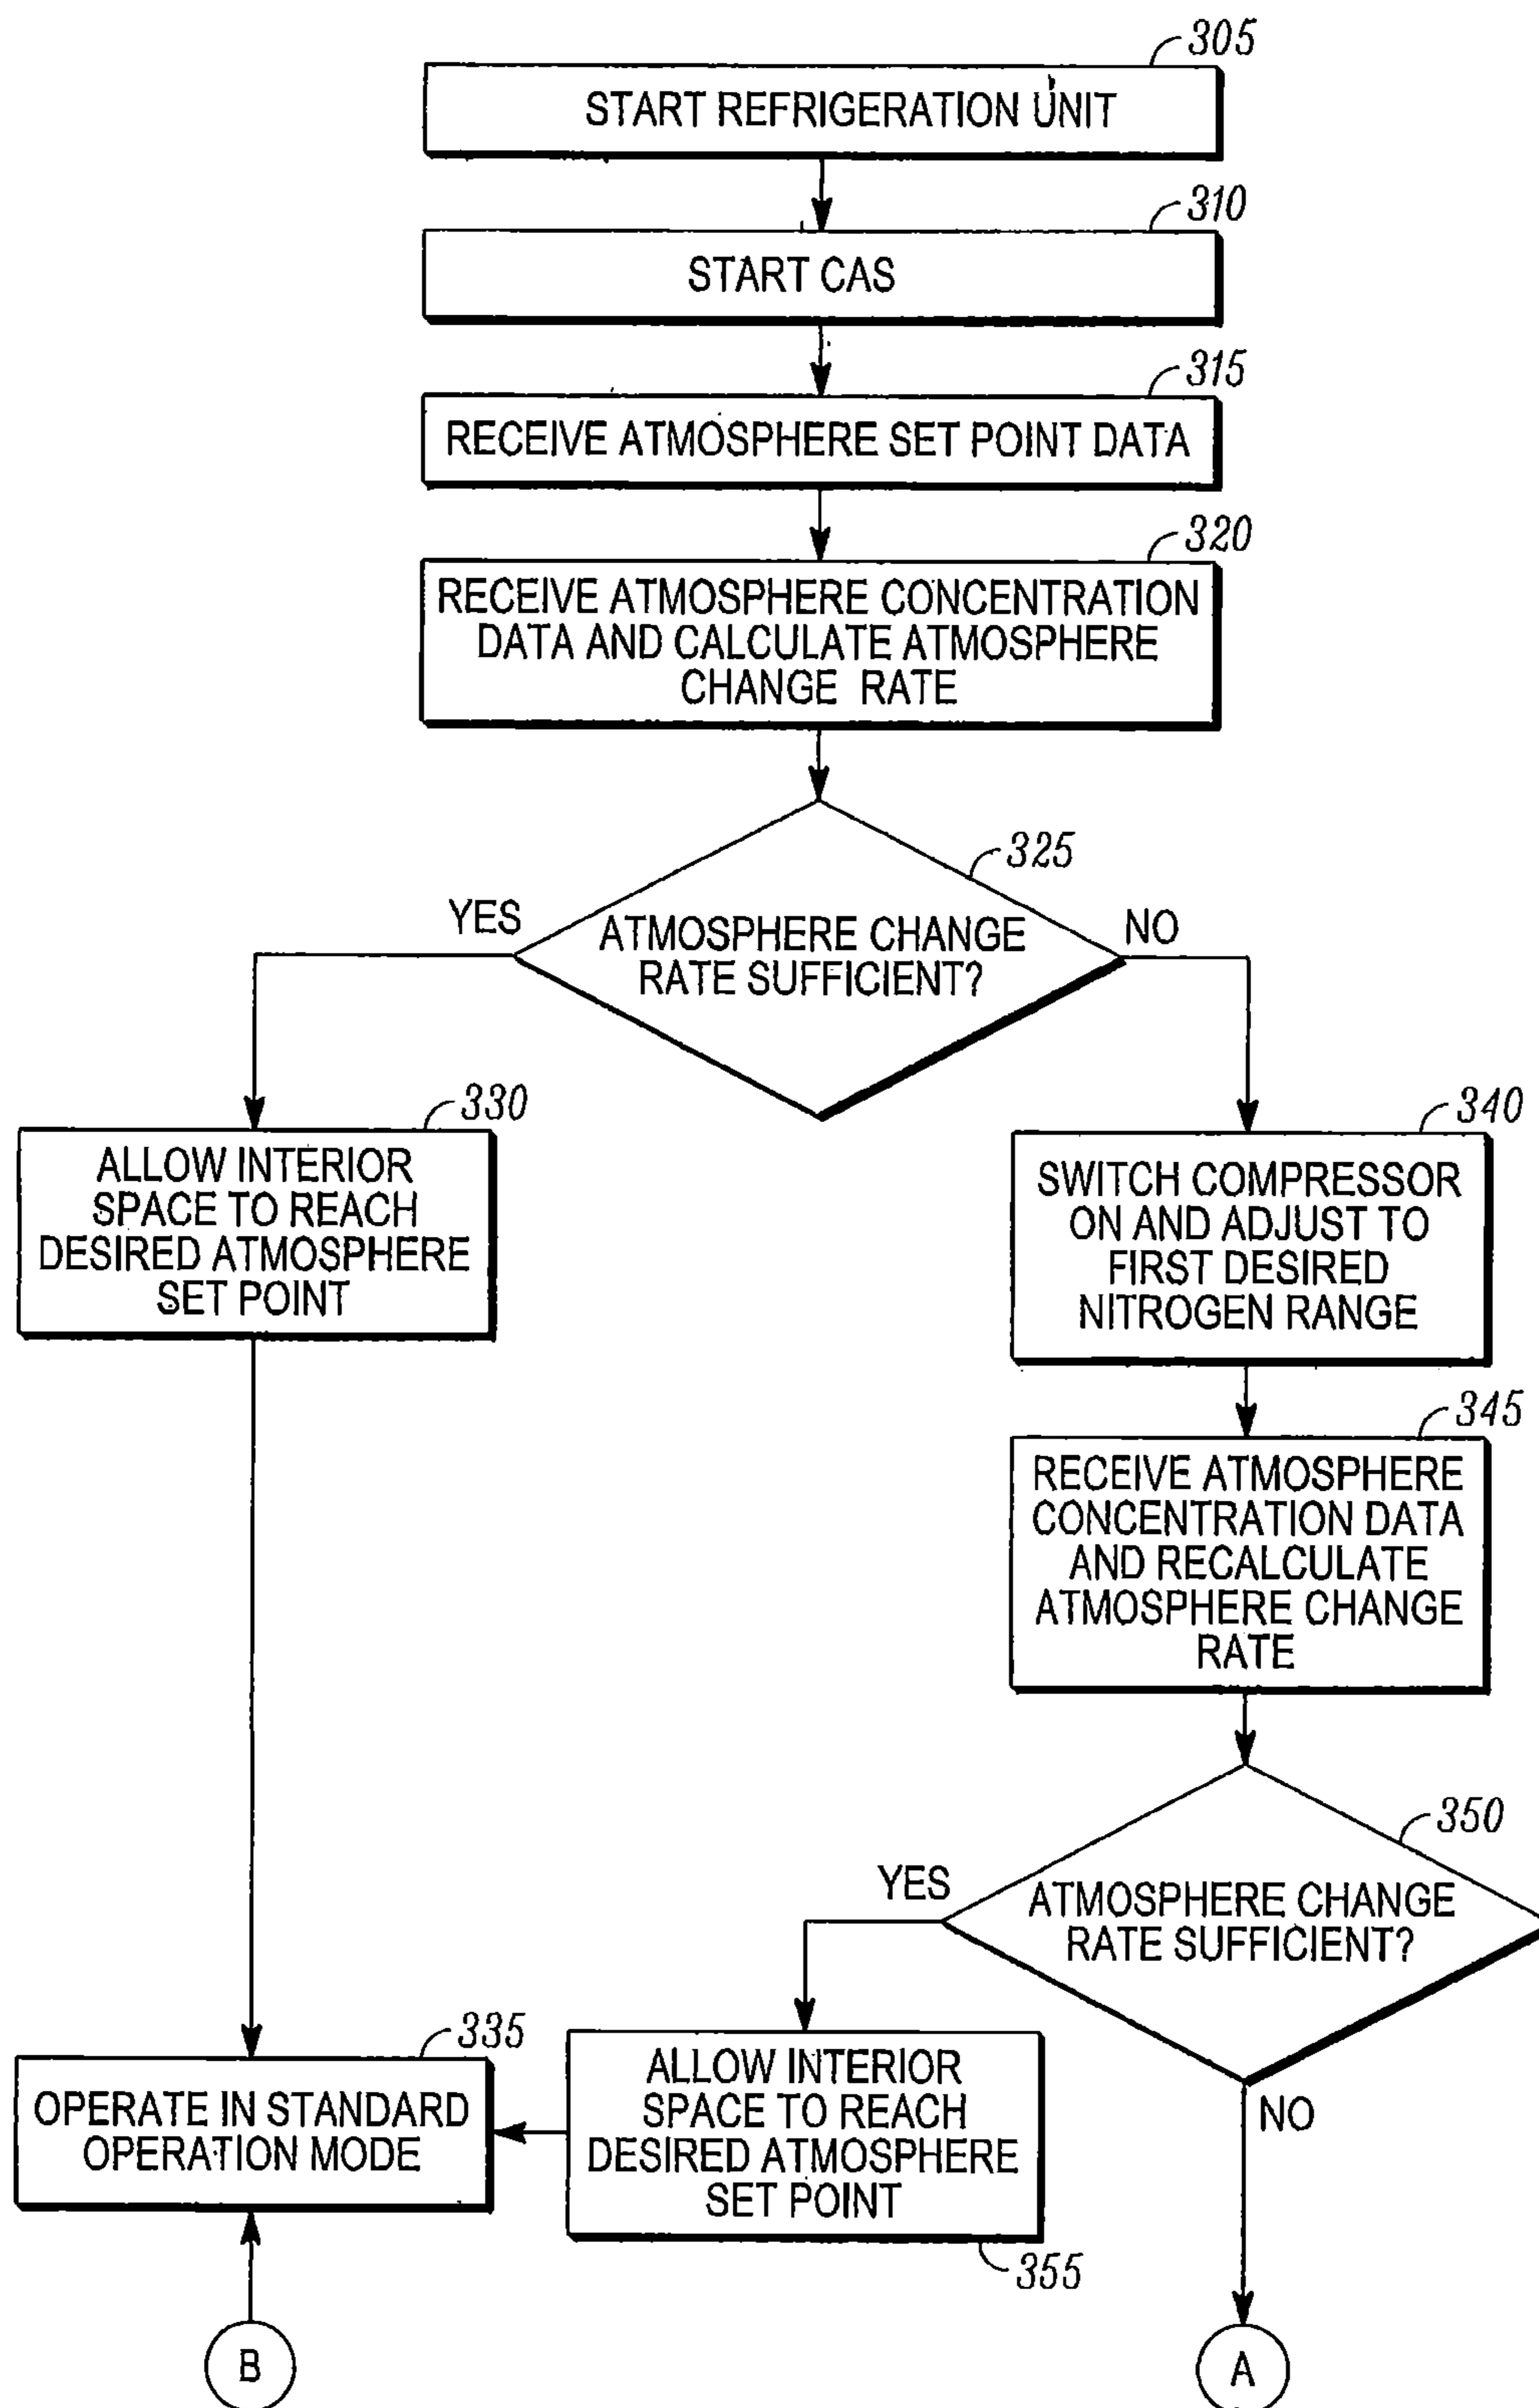 305
START REFRIGERATION UNIT
310
START CAS
315
RECEIVE ATMOSPHERE SET POINT DATA
320
RECEIVE ATMOSPHERE CONCENTRATION
DATA AND CALCULATE ATMOSPHERE
CHANGE RATE
325
YES
NO
ATMOSPHERE CHANGE
RATE SUFFICIENT?
330
ALLOW INTERIOR
SPACE TO REACH
DESIRED ATMOSPHERE
SET POINT
340
SWITCH COMPRESSOR
ON AND ADJUST TO
FIRST DESIRED
NITROGEN RANGE
345
RECEIVE ATMOSPHERE
CONCENTRATION DATA
AND RECALCULATE
ATMOSPHERE CHANGE
RATE
350
YES
ATMOSPHERE CHANGE
RATE SUFFICIENT?
NO
335
OPERATE IN STANDARD
OPERATION MODE
ALLOW INTERIOR
SPACE TO REACH
DESIRED ATMOSPHERE
SET POINT
355
B
A